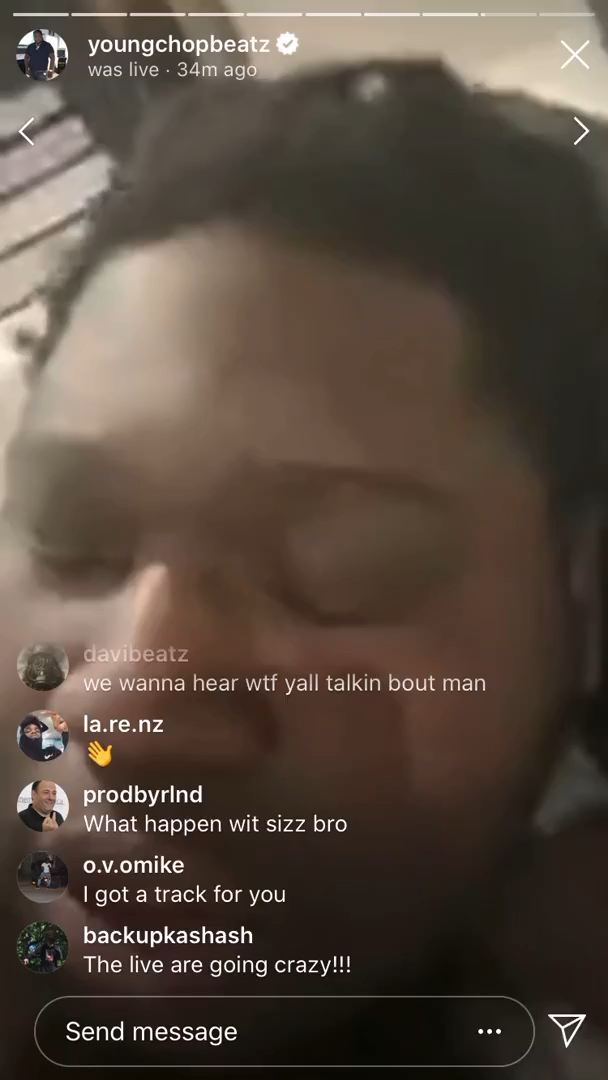 youngchopbeatz
was live · 34m ago
davibeatz
we wanna hear wtf yall talkin bout man
la.re.nz
👋
prodbyrlnd
What happen wit sizz bro
o.v.omike
I got a track for you
backupkashash
The live are going crazy!!!
Send message